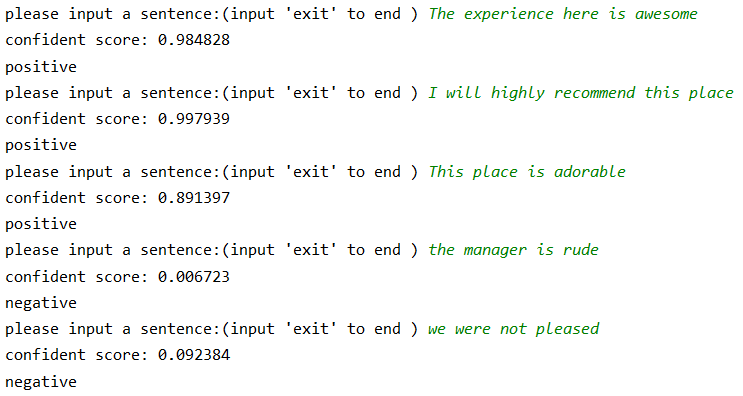 please input a sentence:(input 'exit' to end ) The experience here is awesome
confident score: 0.984828
positive
please input a sentence:(input 'exit' to end ) I will highly recommend this place
confident score: 0.997939
positive
please input a sentence:(input 'exit' to end ) This place is adorable
confident score: 0.891397
positive
please input a sentence:(input 'exit' to end ) the manager is rude
confident score: 0.006723
negative
please input a sentence:(input 'exit' to end ) we were not pleased
confident score: 0.092384
negative